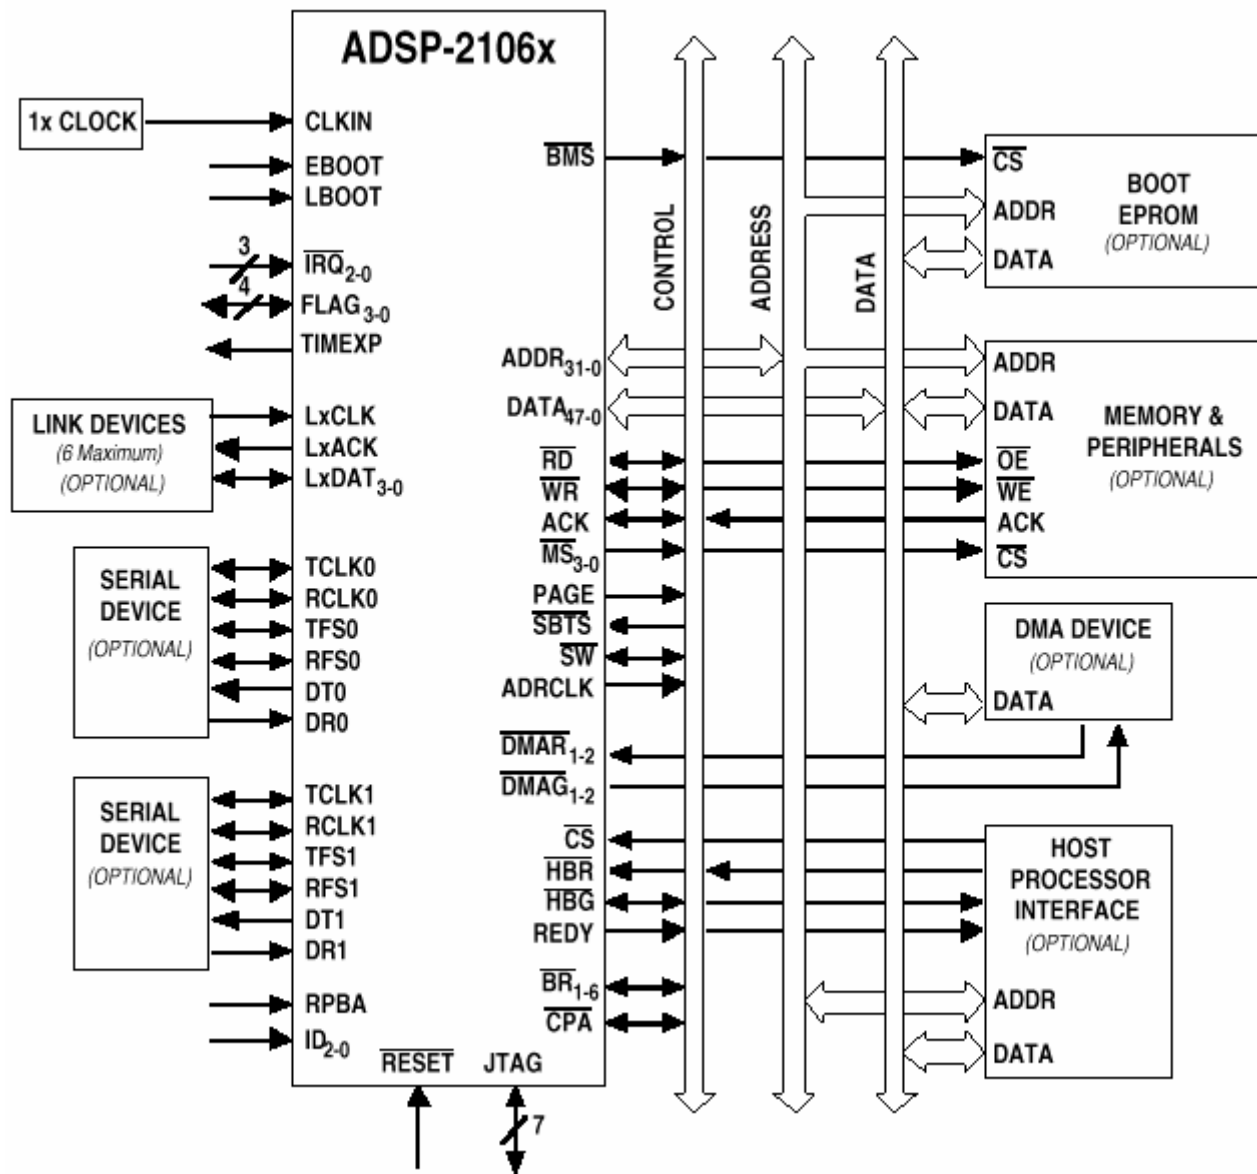 ADSP-2106x
1x CLOCK
CLKIN
EBOOT
LBOOT
3
IRQ2-0
4
FLAG3-0
TIMEXP
LINK DEVICES
(6 Maximum)
(OPTIONAL)
LxCLK
LxACK
LxDAT3-0
SERIAL
DEVICE
(OPTIONAL)
TCLK0
RCLK0
TFS0
RFS0
DT0
DR0
SERIAL
DEVICE
(OPTIONAL)
TCLK1
RCLK1
TFS1
RFS1
DT1
DR1
RPBA
ID2-0
RESET
JTAG
7
BMS
ADDR31-0
DATA47-0
RD
WR
ACK
MS3-0
PAGE
SBTS
SW
ADRCLK
DMAR1-2
DMAG1-2
CS
HBR
HBG
REDY
BR1-6
CPA
CONTROL
ADDRESS
DATA
CS
ADDR
DATA
BOOT
EPROM
(OPTIONAL)
ADDR
DATA
OE
WE
ACK
CS
MEMORY &
PERIPHERALS
(OPTIONAL)
DMA DEVICE
(OPTIONAL)
DATA
HOST
PROCESSOR
INTERFACE
(OPTIONAL)
ADDR
DATA